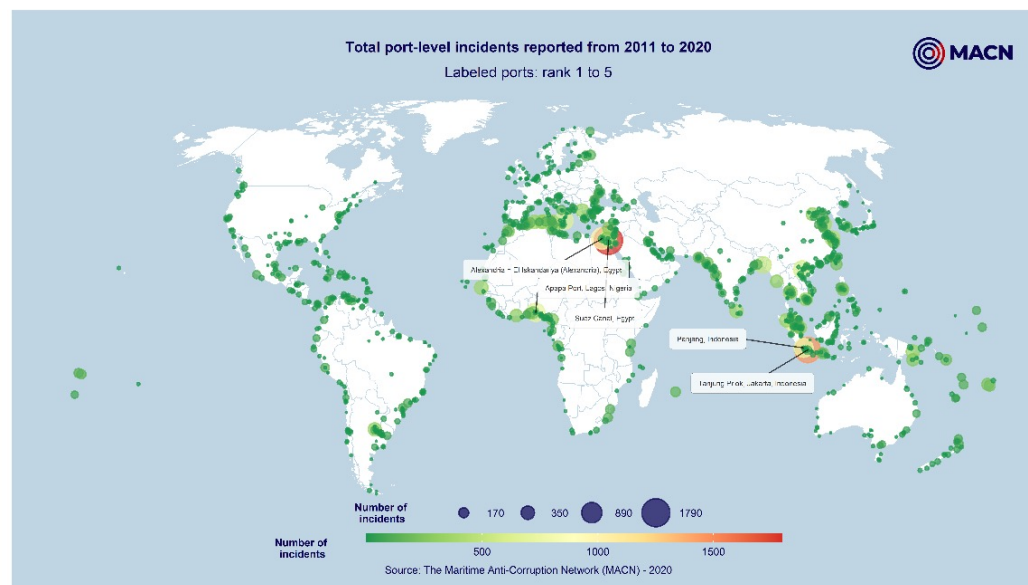 Total port-level incidents reported from 2011 to 2020
Labeled ports: rank 1 to 5
MACN
Alexandria = El Iskandariya (Alexandria), Egypt
Apapa Port, Lagos, Nigeria
Suez Canal, Egypt
Panjang, Indonesia
Tanjung Priok, Jakarta, Indonesia
Number of
incidents
170 350 890 1790
Number of
incidents
500 1000 1500
Source: The Maritime Anti-Corruption Network (MACN) - 2020